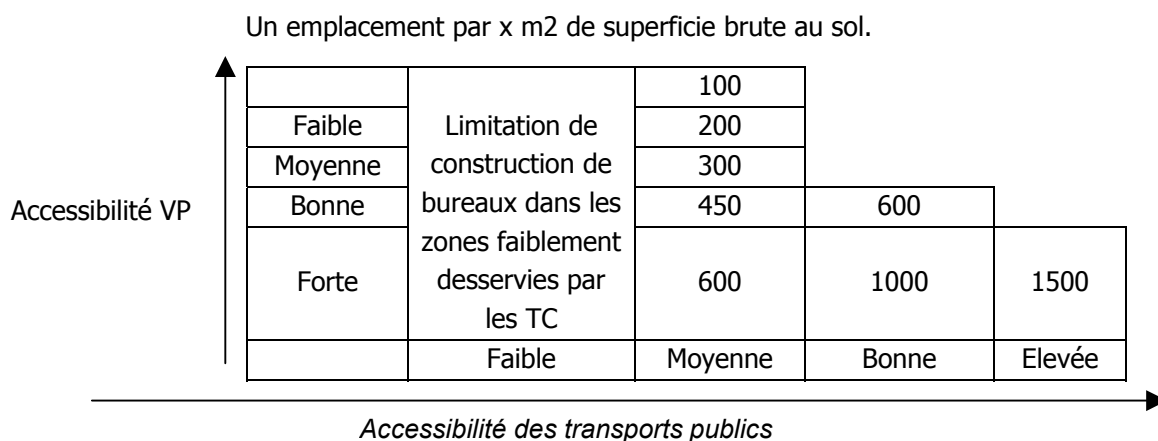 Un emplacement par x m2 de superficie brute au sol.
100
Faible
Limitation de
200
Moyenne
construction de
300
Accessibilité VP
Bonne
bureaux dans les
450
600
zones faiblement
Forte
desservies par
600
1000
1500
les TC
Faible
Moyenne
Bonne
Elevée
Accessibilité des transports publics